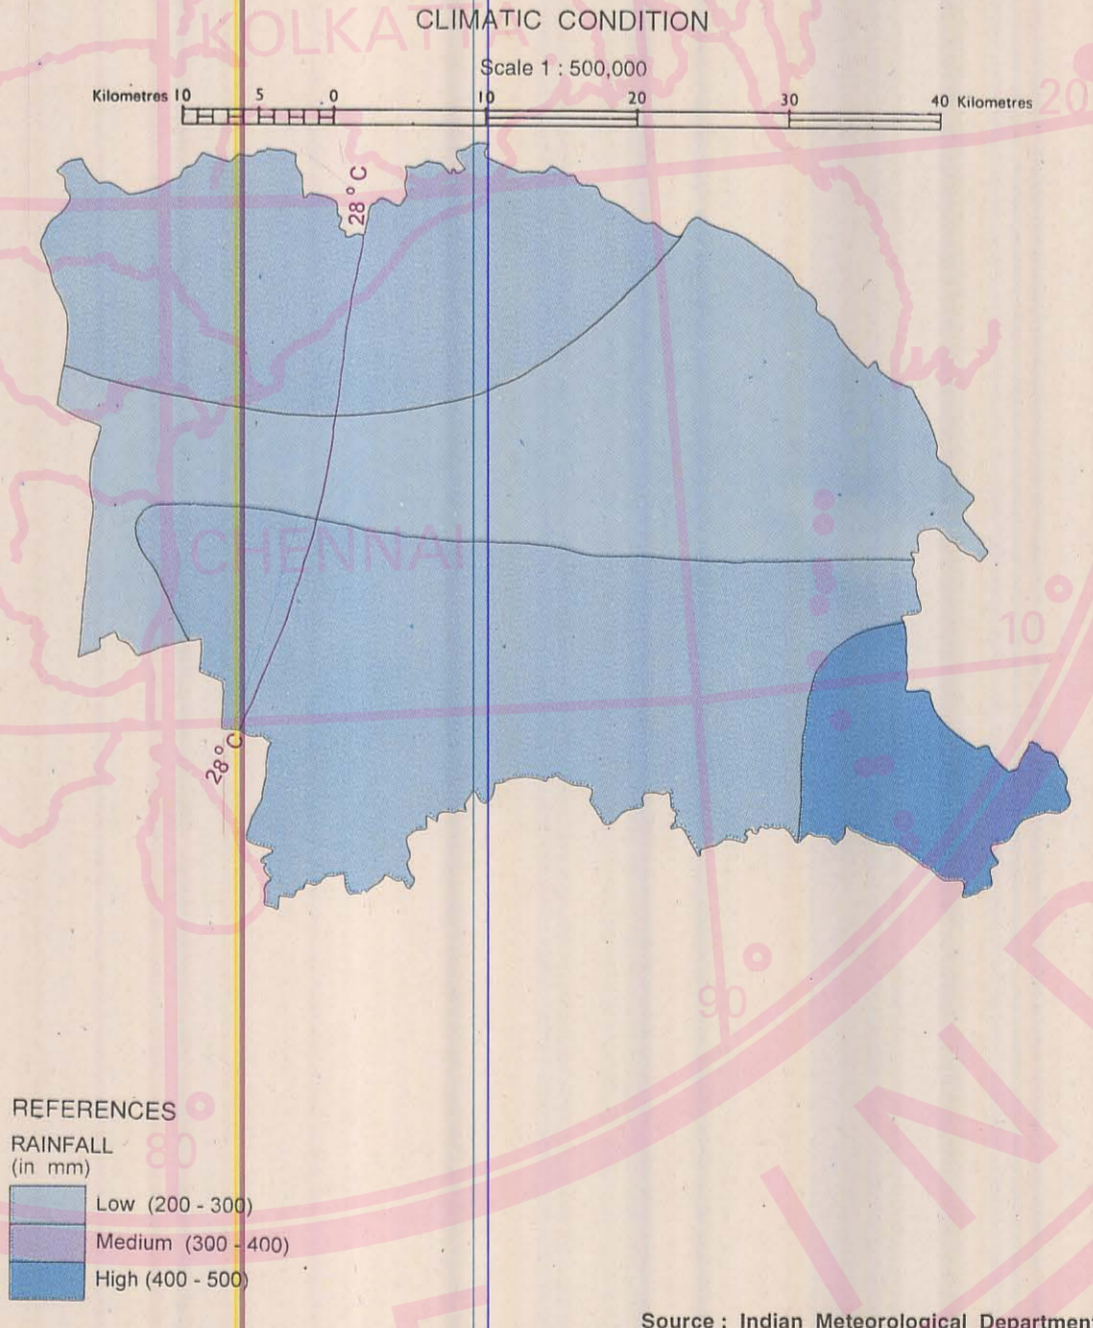 CLIMATIC CONDITION
Scale 1 : 500,000
Kilometres 10 5 0 10 20 30 40 Kilometres
KOLKATTA
20
28° C
CHENNAI
10
28° C
90
REFERENCES
RAINFALL
(in mm)
80
Low (200 - 300)
Medium (300 - 400)
High (400 - 500)
IND
Source : Indian Meteorological Department